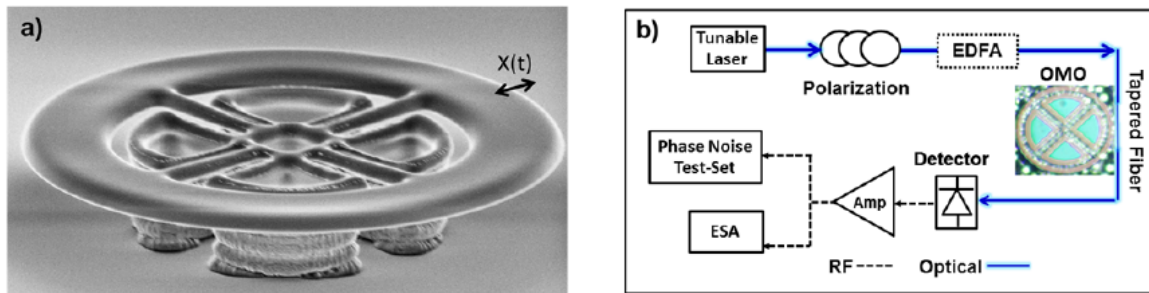 a)
X(t)
b)
Tunable
Laser
Polarization
EDFA
OMO
Tapered Fiber
Phase Noise
Test-Set
Detector
Amp
ESA
RF
Optical